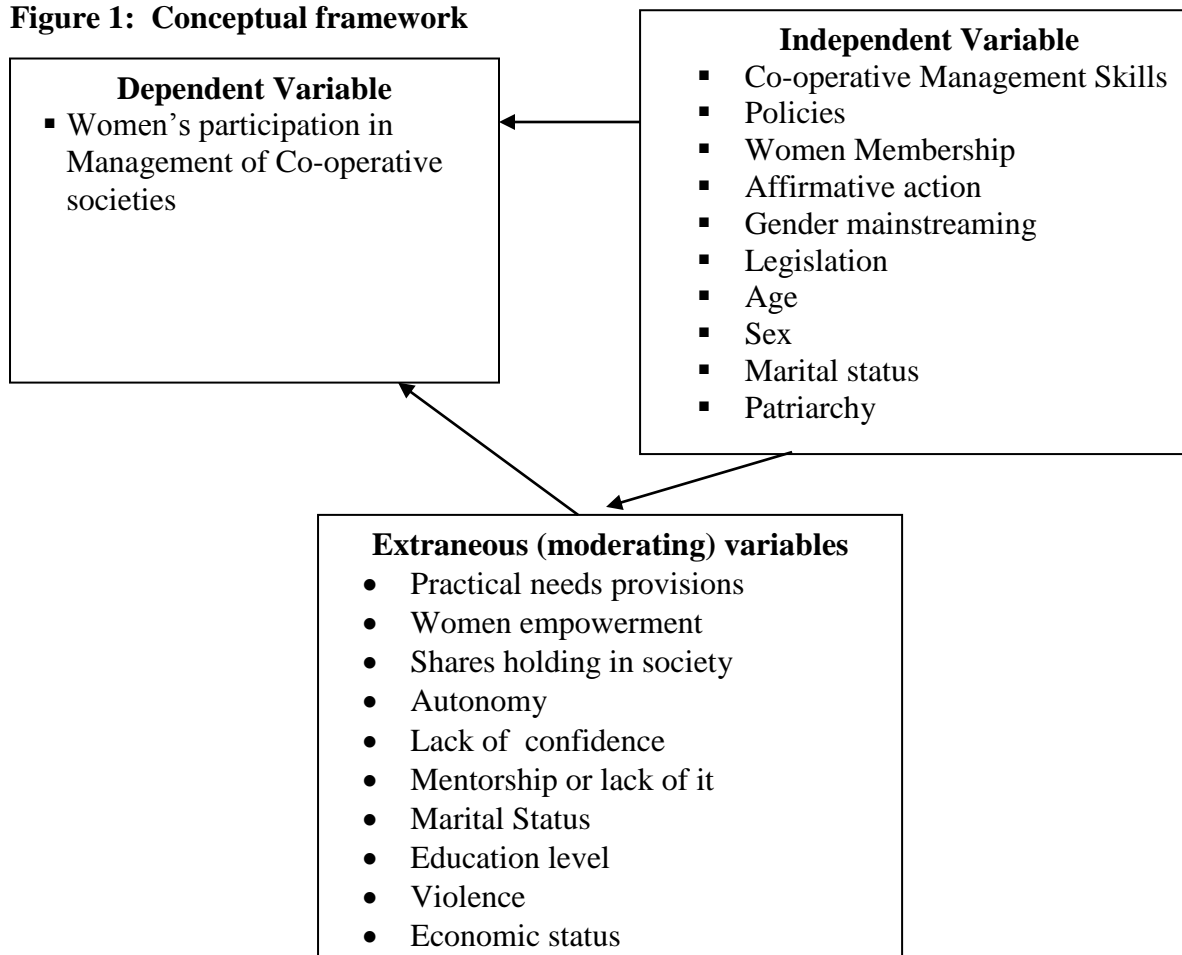 Figure 1: Conceptual framework
Dependent Variable
▪ Women’s participation in
Management of Co-operative
societies
Independent Variable
▪ Co-operative Management Skills
▪ Policies
▪ Women Membership
▪ Affirmative action
▪ Gender mainstreaming
▪ Legislation
▪ Age
▪ Sex
▪ Marital status
▪ Patriarchy
Extraneous (moderating) variables
• Practical needs provisions
• Women empowerment
• Shares holding in society
• Autonomy
• Lack of confidence
• Mentorship or lack of it
• Marital Status
• Education level
• Violence
• Economic status